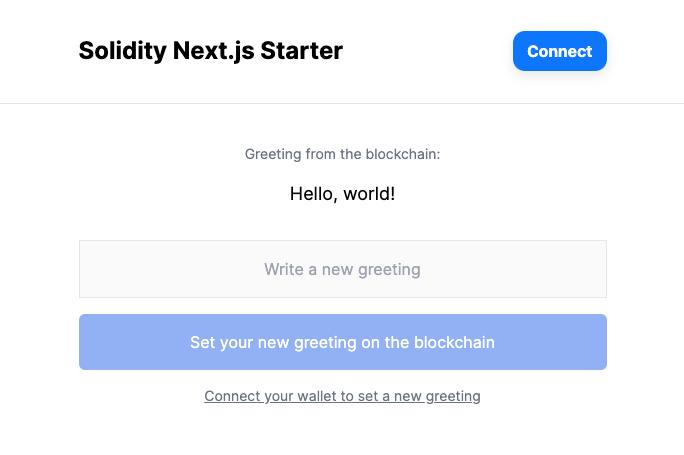 Solidity Next.js Starter
Connect
Greeting from the blockchain:
Hello, world!
Write a new greeting
Set your new greeting on the blockchain
Connect your wallet to set a new greeting